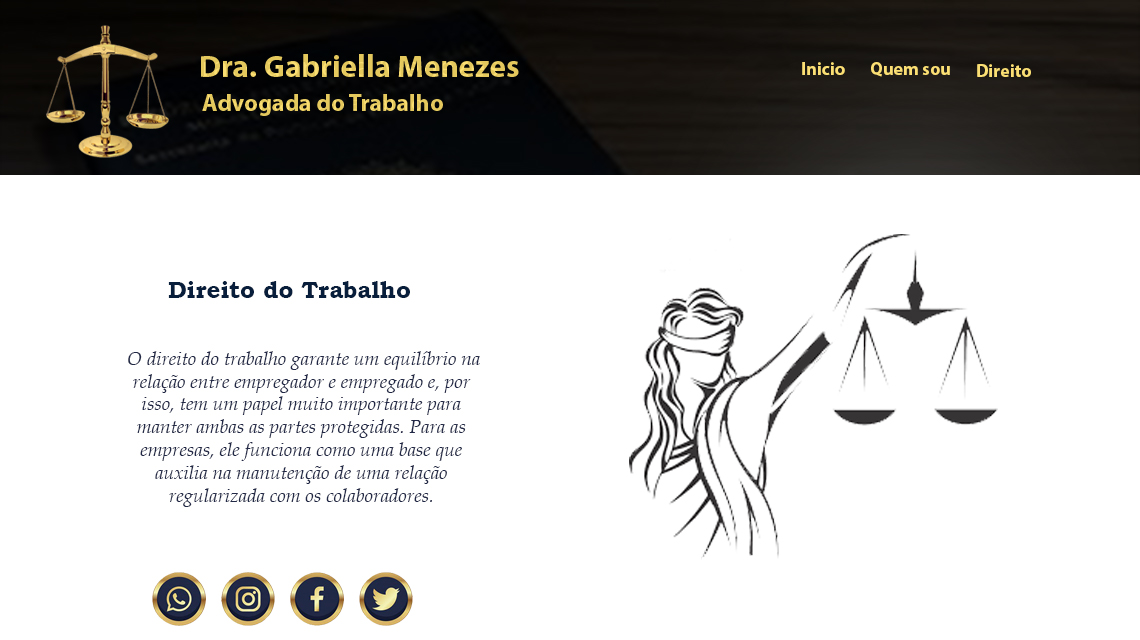 Dra. Gabriella Menezes
Advogada do Trabalho
Inicio Quem sou Direito
Direito do Trabalho
O direito do trabalho garante um equilíbrio na
relação entre empregador e empregado e, por
isso, tem um papel muito importante para
manter ambas as partes protegidas. Para as
empresas, ele funciona como uma base que
auxilia na manutenção de uma relação
regularizada com os colaboradores.